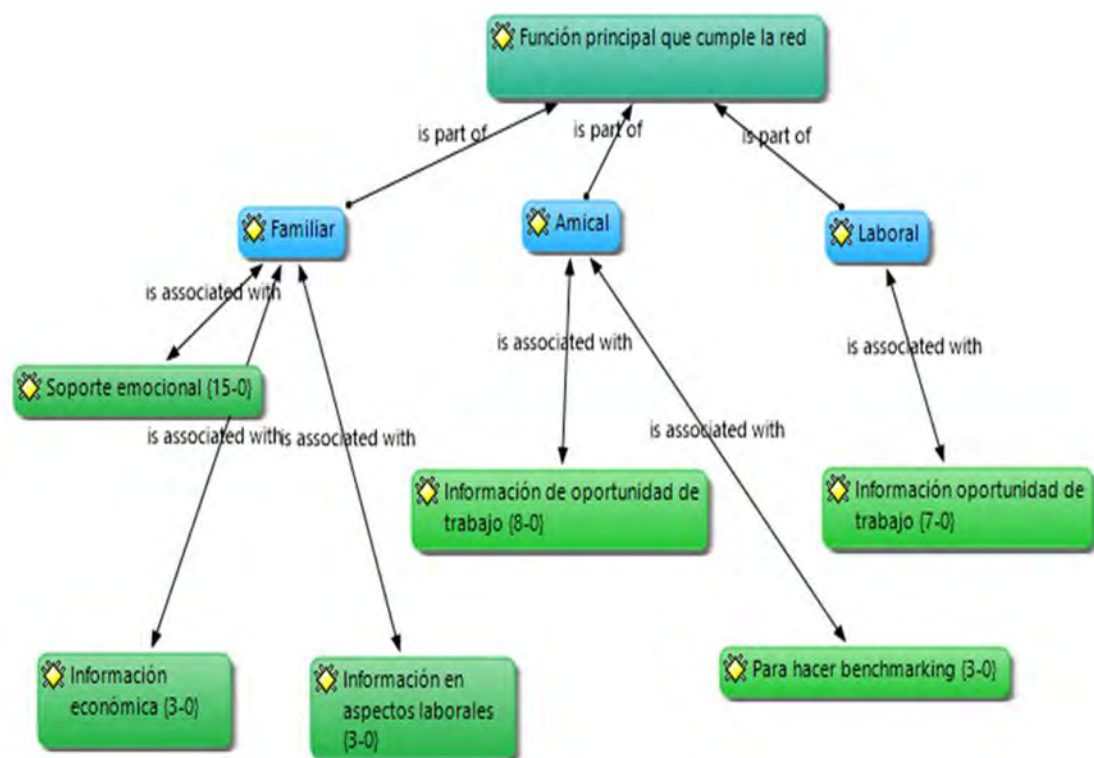 Función principal que cumple la red
is part of
is part of
is part of
Familiar
Amical
Laboral
is associated with
is associated with
is associated with
Soporte emocional {15-0}
is associated with
is associated with
is associated with
Información de oportunidad de
trabajo {8-0}
Información oportunidad de
trabajo {7-0}
Información
económica {3-0}
Información en
aspectos laborales
{3-0}
Para hacer benchmarking {3-0}